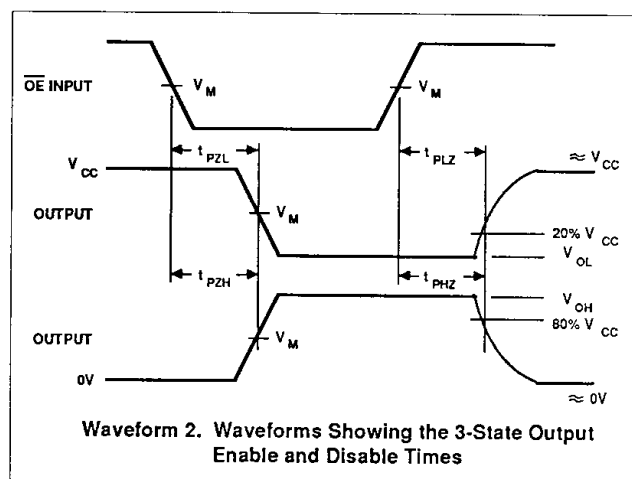 OE INPUT
V M
V M
t PZL
t PLZ
V CC
≈ V CC
OUTPUT
V M
20% V CC
V OL
t PZH
t PHZ
V OH
OUTPUT
V M
80% V CC
0V
≈ 0V
Waveform 2. Waveforms Showing the 3-State Output
Enable and Disable Times